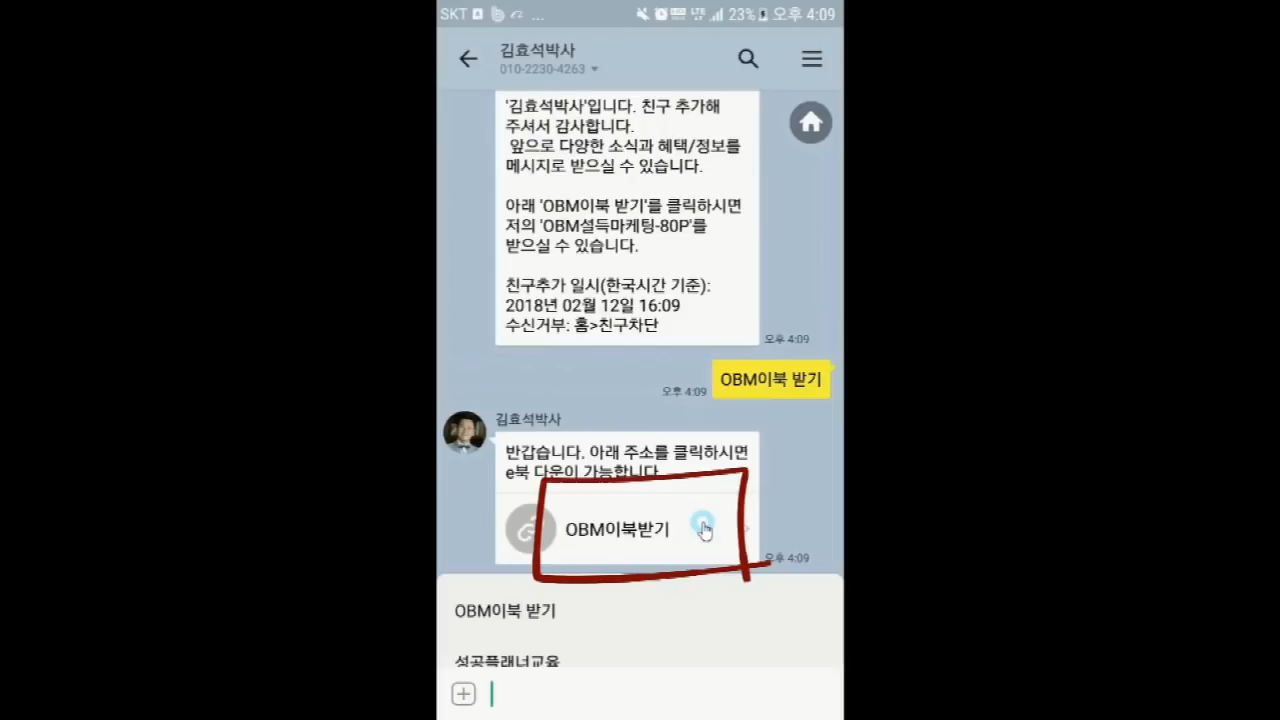 SKT ... 23% 오후 4:09
김효석박사
010-2230-4263
'김효석박사'입니다. 친구 추가해
주셔서 감사합니다.
앞으로 다양한 소식과 혜택/정보를
메시지로 받으실 수 있습니다.
아래 'OBM이북 받기'를 클릭하시면
저의 'OBM설득마케팅-80P'를
받으실 수 있습니다.
친구추가 일시(한국시간 기준):
2018년 02월 12일 16:09
수신거부: 홈>친구차단
오후 4:09
OBM이북 받기
오후 4:09
김효석박사
반갑습니다. 아래 주소를 클릭하시면
e북 다운이 가능합니다.
OBM이북받기
오후 4:09
OBM이북 받기
성공플래너교육